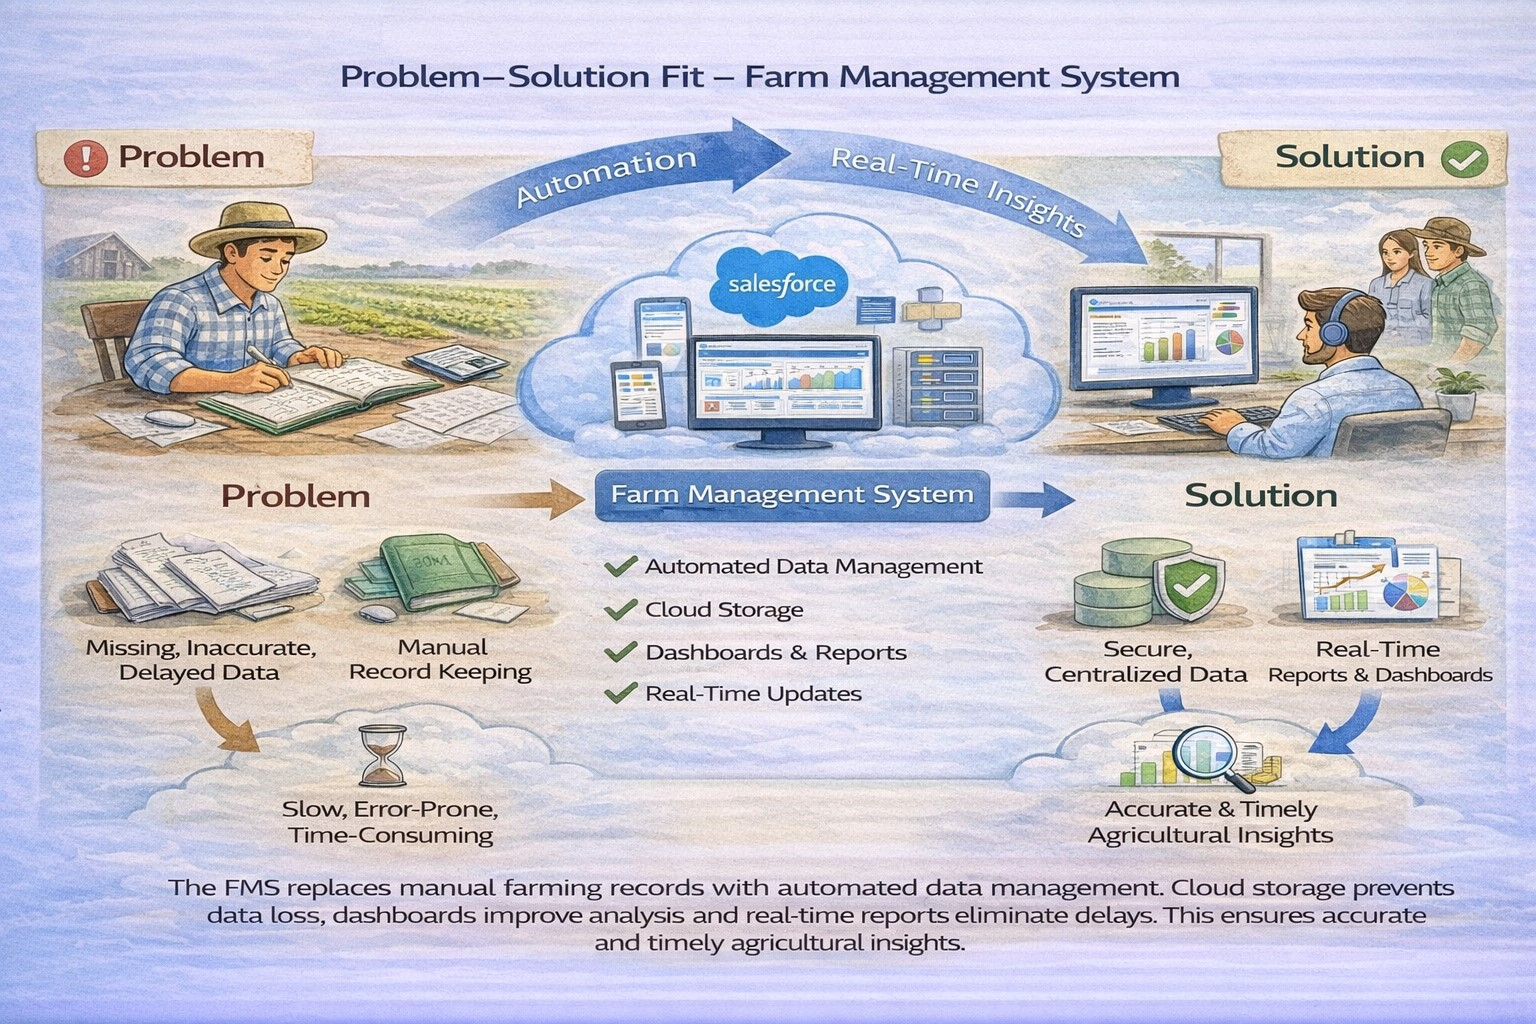 Problem–Solution Fit – Farm Management System
Problem
Automation
Real-Time Insights
Solution
salesforce
Problem
Farm Management System
Solution
Missing, Inaccurate,
Delayed Data
Manual
Record Keeping
Automated Data Management
Cloud Storage
Dashboards & Reports
Real-Time Updates
Secure,
Centralized Data
Real-Time
Reports & Dashboards
Slow, Error-Prone,
Time-Consuming
Accurate & Timely
Agricultural Insights
The FMS replaces manual farming records with automated data management. Cloud storage prevents
data loss, dashboards improve analysis and real-time reports eliminate delays. This ensures accurate
and timely agricultural insights.